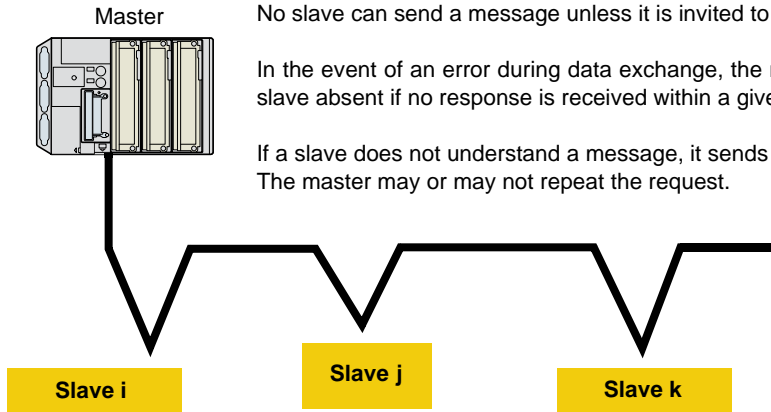 Master
No slave can send a message unless it is invited to
In the event of an error during data exchange, the
slave absent if no response is received within a
If a slave does not understand a message, it sends
The master may or may not repeat the request.
Slave i
Slave j
Slave k